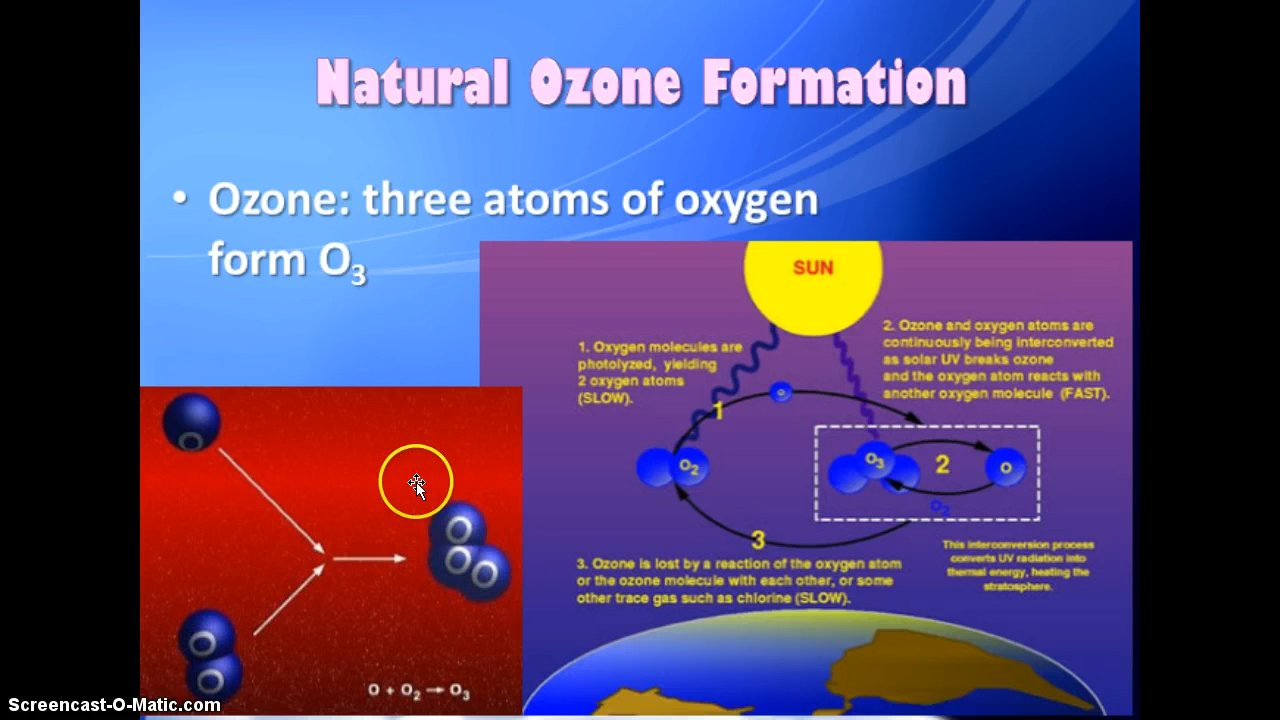 Natural Ozone Formation
• Ozone: three atoms of oxygen
form O₃
SUN
1. Oxygen molecules are
photolyzed, yielding
2 oxygen atoms
(SLOW).
2. Ozone and oxygen atoms are
continuously being interconverted
as solar UV breaks ozone
and the oxygen atom reacts with
another oxygen molecule (FAST).
1
O
O₂
O₃
2
O
O₂
3
3. Ozone is lost by a reaction of the oxygen atom
or the ozone molecule with each other, or some
other trace gas such as chlorine (SLOW).
This interconversion process
converts UV radiation into
thermal energy, heating the
stratosphere.
O
O
O
O
O
O
O + O₂ → O₃
Screencast-O-Matic.com